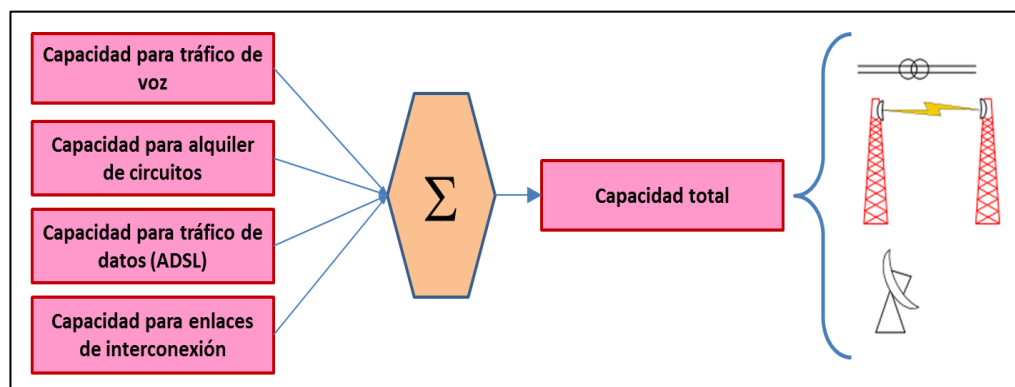 Capacidad para tráfico de
voz
Capacidad para alquiler
de circuitos
Capacidad para tráfico de
datos (ADSL)
Capacidad para enlaces
de interconexión
Σ
Capacidad total